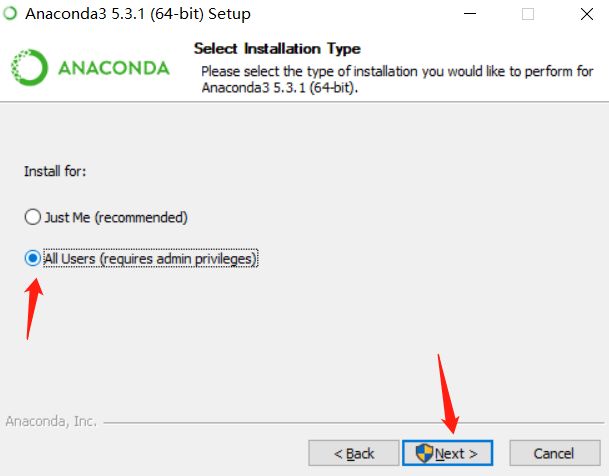 Anaconda3 5.3.1 (64-bit) Setup
ANACONDA
Select Installation Type
Please select the type of installation you would like to perform for
Anaconda3 5.3.1 (64-bit).
Install for:
Just Me (recommended)
All Users (requires admin privileges)
Anaconda, Inc.
< Back
Next >
Cancel